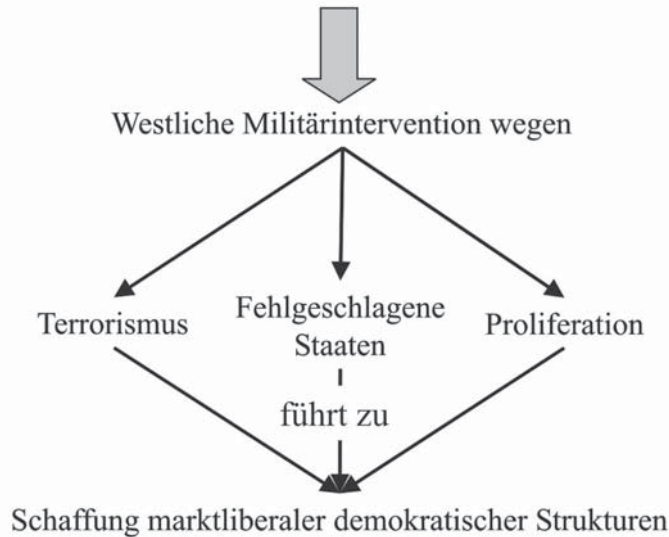 Westliche Militärintervention wegen
Terrorismus
Fehlgeschlagene
Staaten
Proliferation
führt zu
Schaffung marktliberaler demokratischer Strukturen